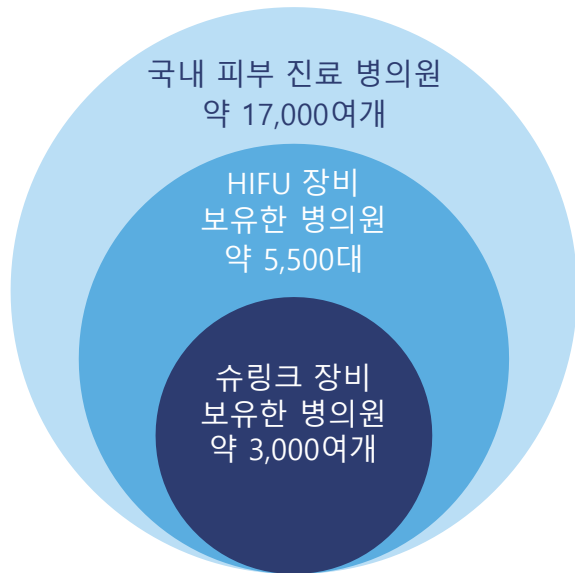 국내 피부 진료 병의원
약 17,000여개
HIFU 장비
보유한 병의원
약 5,500대
슈링크 장비
보유한 병의원
약 3,000여개